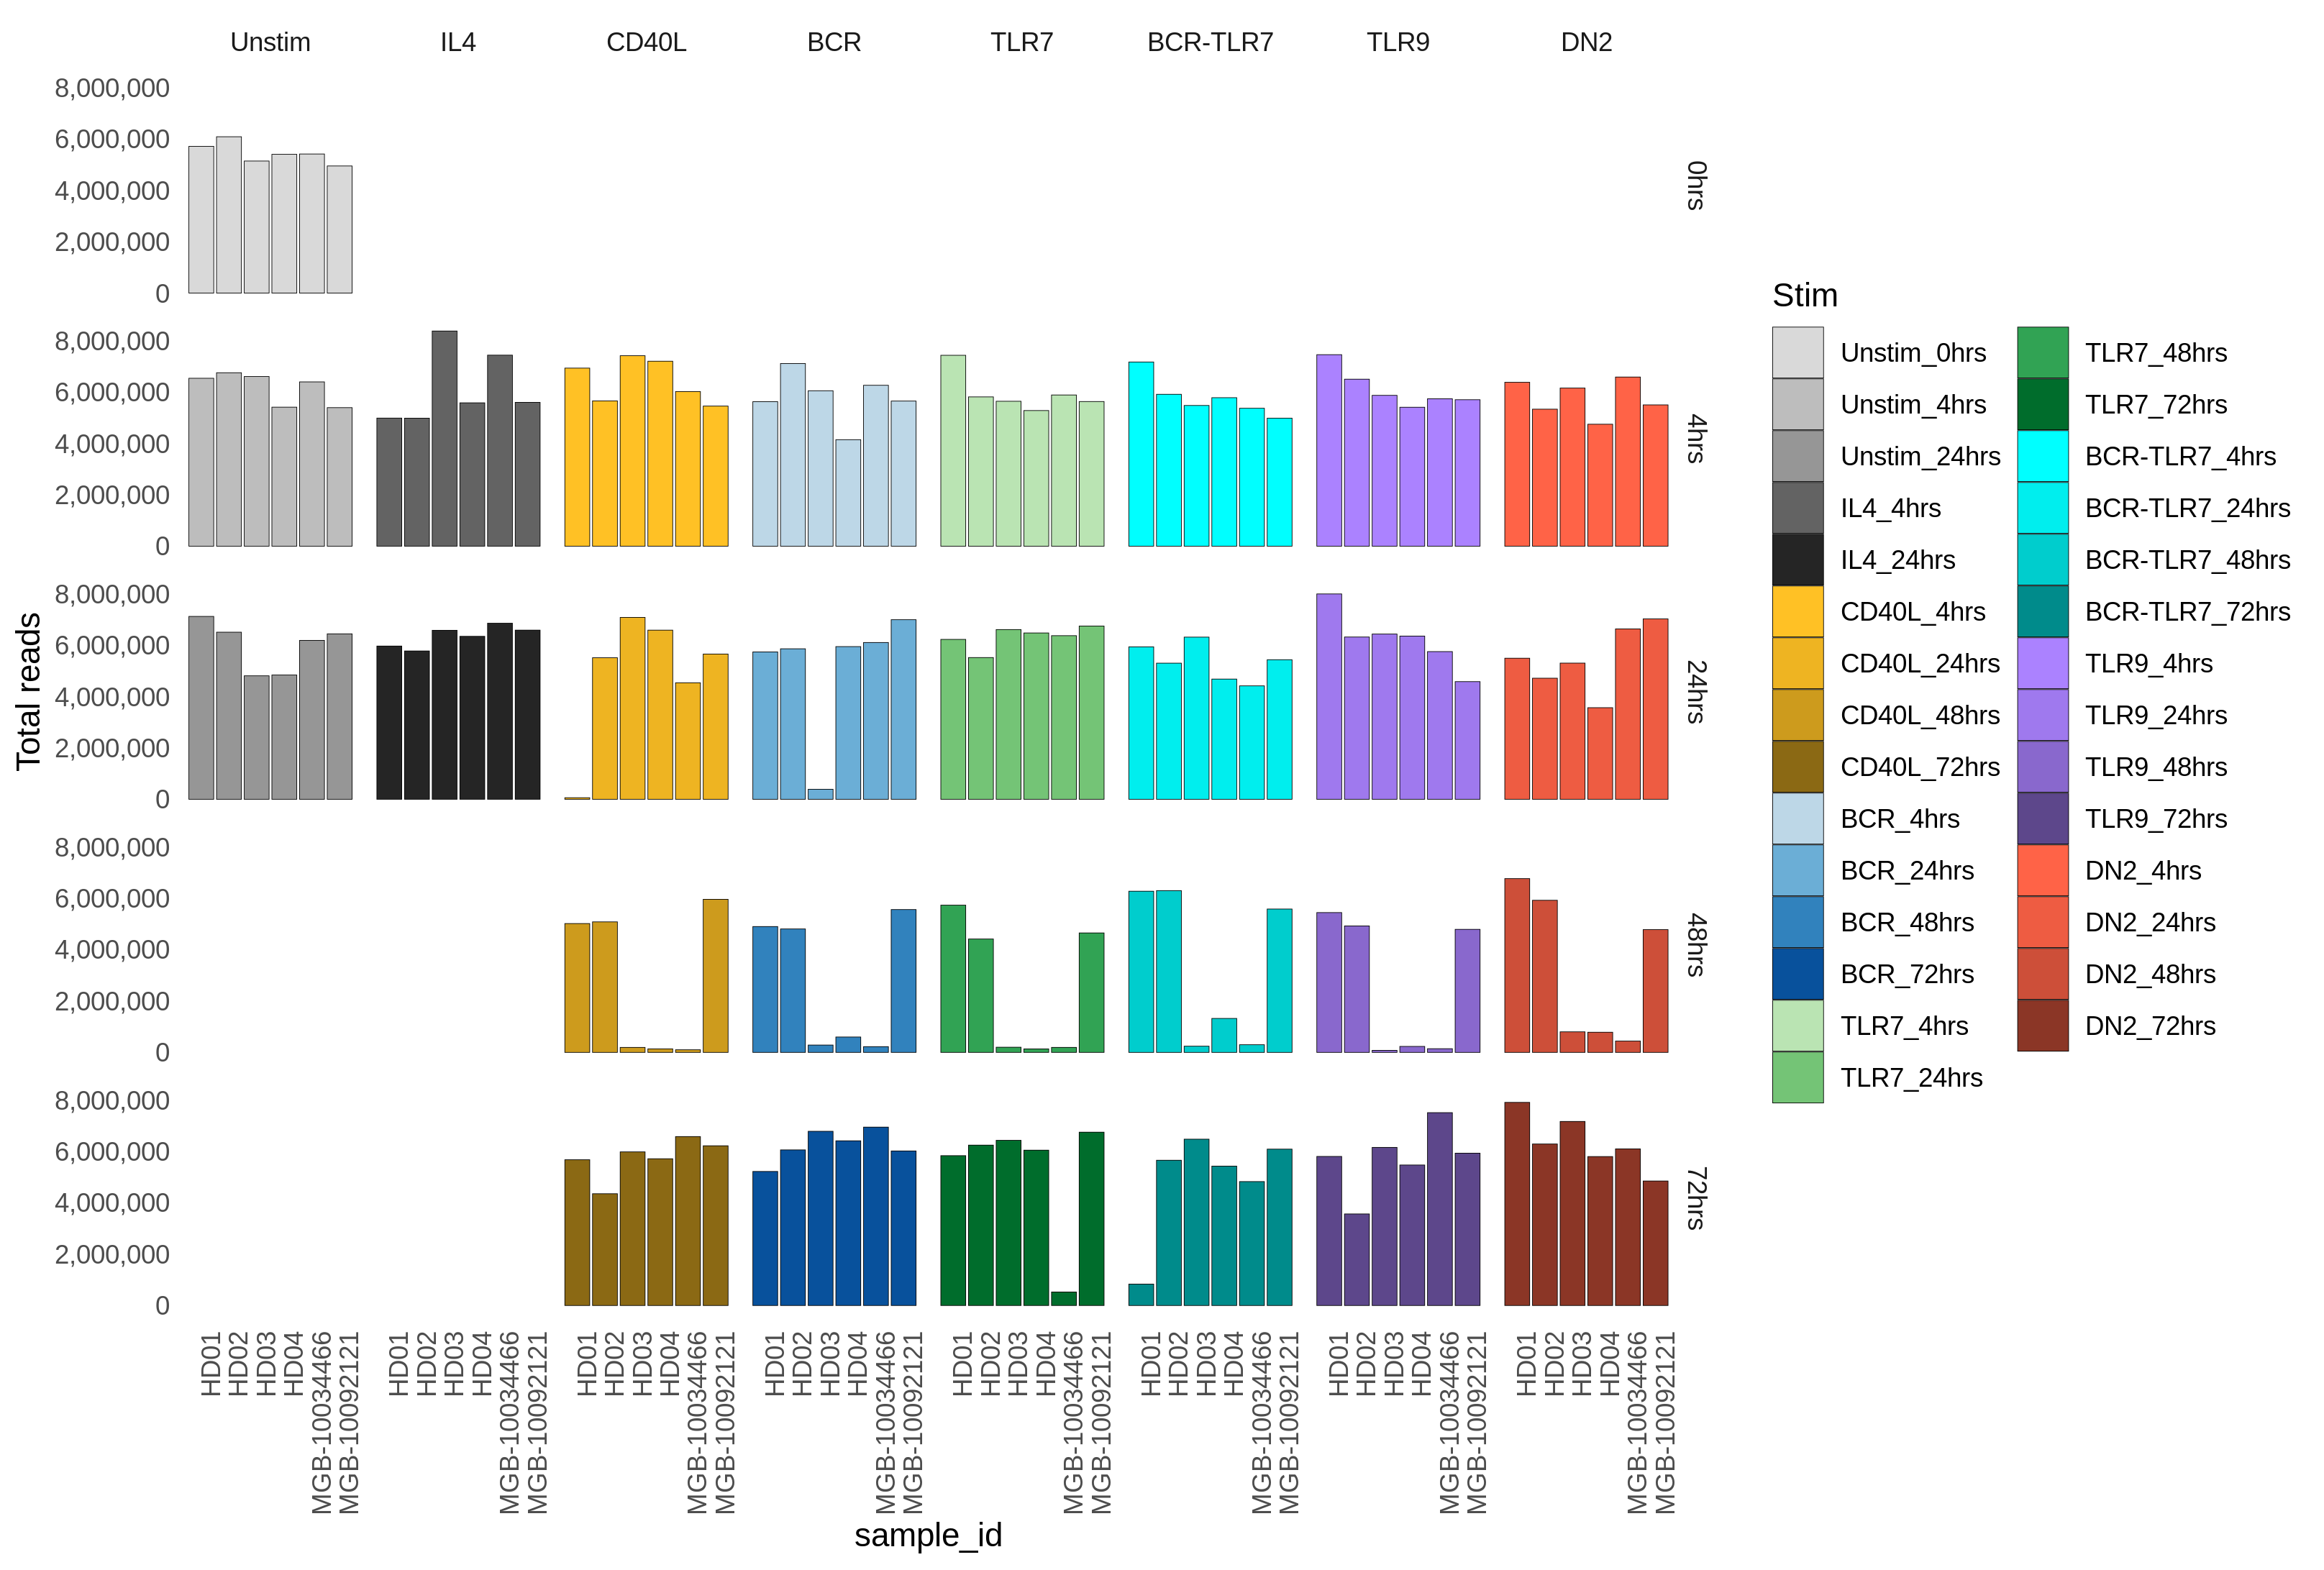 Unstim IL4 CD40L BCR TLR7 BCR-TLR7 TLR9 DN2
8,000,000
6,000,000
4,000,000
2,000,000
0
0hrs
8,000,000
6,000,000
4,000,000
2,000,000
0
4hrs
8,000,000
6,000,000
4,000,000
2,000,000
0
24hrs
8,000,000
6,000,000
4,000,000
2,000,000
0
48hrs
8,000,000
6,000,000
4,000,000
2,000,000
0
72hrs
Total reads
HD01
HD02
HD03
HD04
MGB-10034466
MGB-10092121
HD01
HD02
HD03
HD04
MGB-10034466
MGB-10092121
HD01
HD02
HD03
HD04
MGB-10034466
MGB-10092121
HD01
HD02
HD03
HD04
MGB-10034466
MGB-10092121
HD01
HD02
HD03
HD04
MGB-10034466
MGB-10092121
HD01
HD02
HD03
HD04
MGB-10034466
MGB-10092121
HD01
HD02
HD03
HD04
MGB-10034466
MGB-10092121
HD01
HD02
HD03
HD04
MGB-10034466
MGB-10092121
sample_id
Stim
Unstim_0hrs
Unstim_4hrs
Unstim_24hrs
IL4_4hrs
IL4_24hrs
CD40L_4hrs
CD40L_24hrs
CD40L_48hrs
CD40L_72hrs
BCR_4hrs
BCR_24hrs
BCR_48hrs
BCR_72hrs
TLR7_4hrs
TLR7_24hrs
TLR7_48hrs
TLR7_72hrs
BCR-TLR7_4hrs
BCR-TLR7_24hrs
BCR-TLR7_48hrs
BCR-TLR7_72hrs
TLR9_4hrs
TLR9_24hrs
TLR9_48hrs
TLR9_72hrs
DN2_4hrs
DN2_24hrs
DN2_48hrs
DN2_72hrs